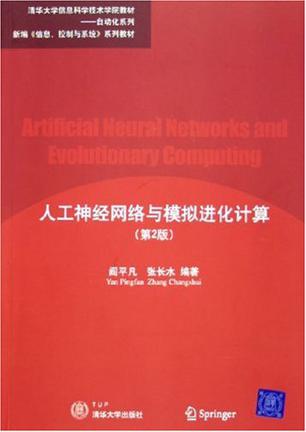 清华大学信息科学技术学院教材
——自动化系列
新编《信息、控制与系统》系列教材
Artificial Neural Networks and
Evolutionary Computing
人工神经网络与模拟进化计算
(第2版)
阎平凡 张长水 编著
Yan Pingfan Zhang Changshui
TUP
清华大学出版社
Springer